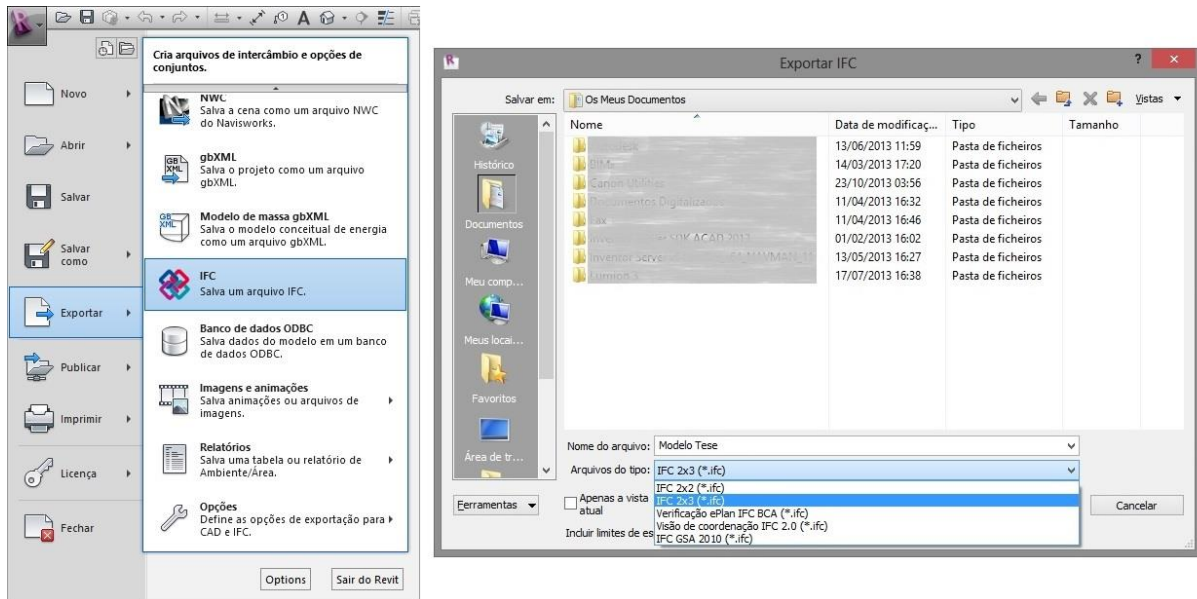 Cria arquivos de intercâmbio e opções de
conjuntos.
Novo
Abrir
Salvar
Salvar
como
Exportar
Publicar
Imprimir
Licença
Fechar
NWC
Salva a cena como um arquivo NWC
do Navisworks.
gbXML
Salva o projeto como um arquivo
gbXML.
Modelo de massa gbXML
Salva o modelo conceitual de energia
como um arquivo gbXML.
IFC
Salva um arquivo IFC.
Banco de dados ODBC
Salva dados do modelo em um banco
de dados ODBC.
Imagens e animações
Salva animações ou arquivos de
imagens.
Relatórios
Salva uma tabela ou relatório de
Ambiente/Área.
Opções
Define as opções de exportação para
CAD e IFC.
Options
Sair do Revit
Exportar IFC
Salvar em:
Os Meus Documentos
Vistas
Histórico
Documentos
Meu comp...
Meus locai...
Favoritos
Área de tr...
Nome
Data de modificaç...
Tipo
Tamanho
13/06/2013 11:59 Pasta de ficheiros
14/03/2013 17:20 Pasta de ficheiros
Canon Utilities 23/10/2013 03:56 Pasta de ficheiros
11/04/2013 16:32 Pasta de ficheiros
Fax 11/04/2013 16:46 Pasta de ficheiros
SDK ACAD 2013 01/02/2013 16:02 Pasta de ficheiros
Inventor Server 13/05/2013 16:27 Pasta de ficheiros
17/07/2013 16:38 Pasta de ficheiros
Nome do arquivo: Modelo Tese
Arquivos do tipo: IFC 2x3 (*.ifc)
IFC 2x2 (*.ifc)
IFC 2x3 (*.ifc)
Verificação ePlan IFC BCA (*.ifc)
Visão de coordenação IFC 2.0 (*.ifc)
IFC GSA 2010 (*.ifc)
Ferramentas
Apenas a vista
atual
Incluir limites de es
Cancelar